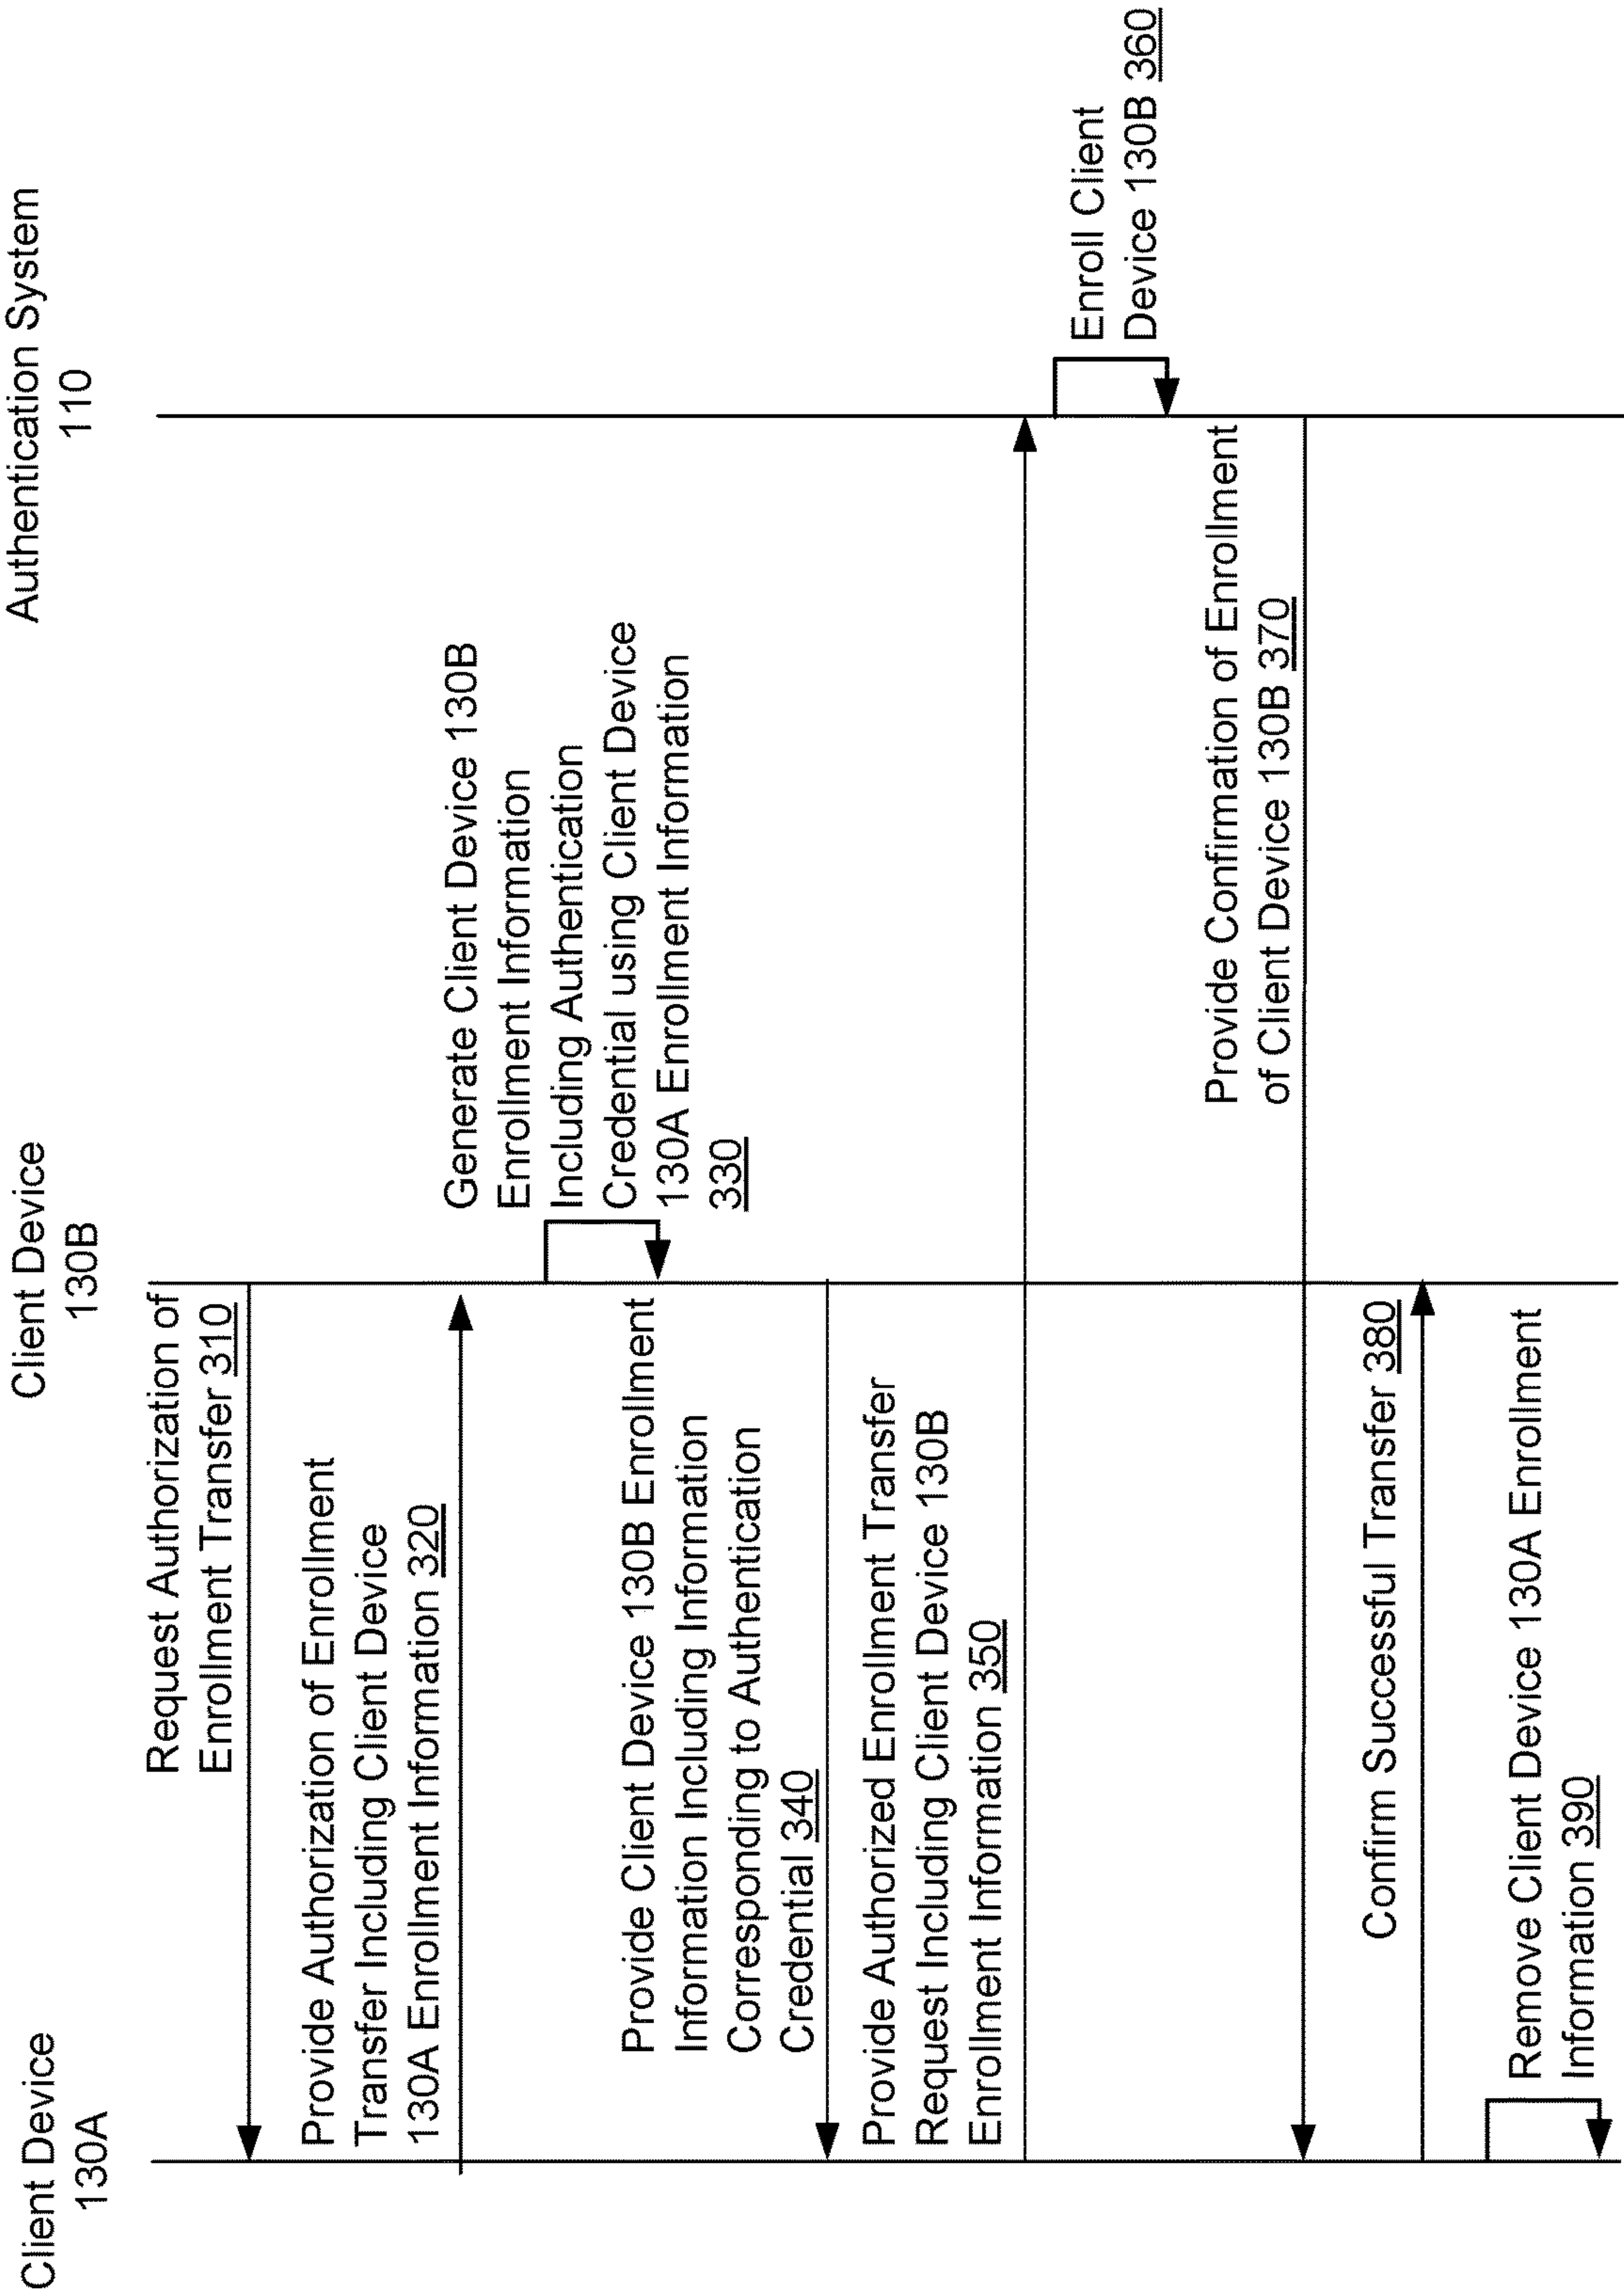 Client Device
130A
Client Device
130B
Authentication System
110
Request Authorization of
Enrollment Transfer 310
Provide Authorization of Enrollment
Transfer Including Client Device
130A Enrollment Information 320
Generate Client Device 130B
Enrollment Information
Including Authentication
Credential using Client Device
130A Enrollment Information
330
Provide Client Device 130B Enrollment
Information Including Information
Corresponding to Authentication
Credential 340
Provide Authorized Enrollment Transfer
Request Including Client Device 130B
Enrollment Information 350
Enroll Client
Device 130B 360
Provide Confirmation of Enrollment
of Client Device 130B 370
Confirm Successful Transfer 380
Remove Client Device 130A Enrollment
Information 390